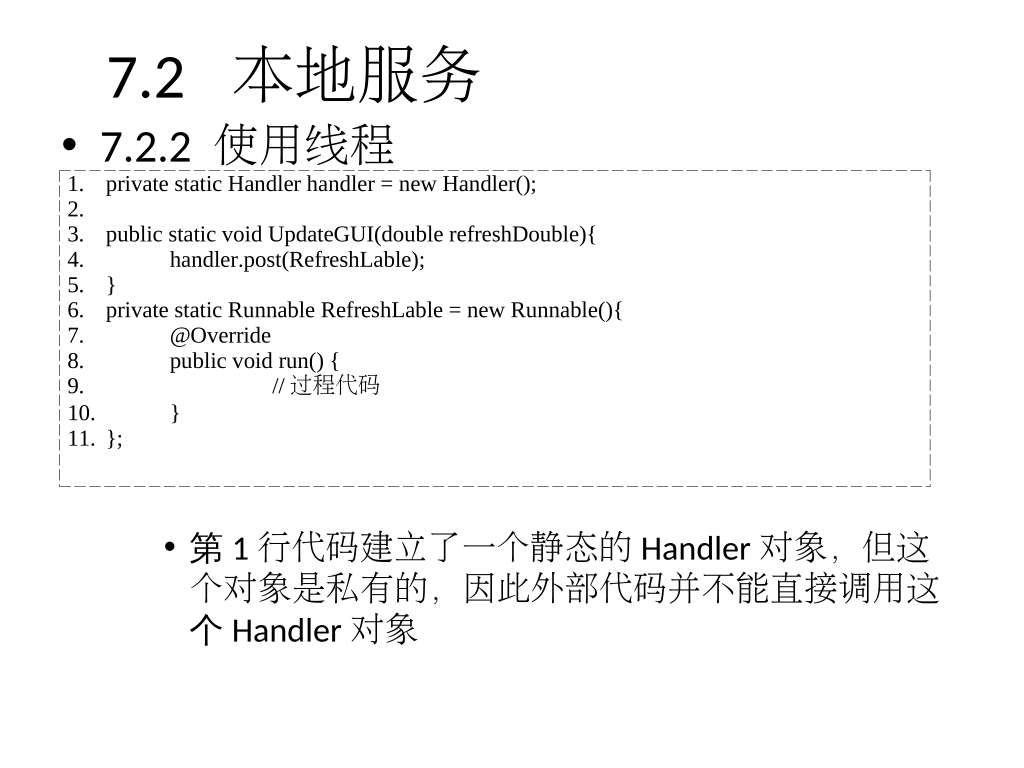 7.2 本地服务
• 7.2.2 使用线程
1. private static Handler handler = new Handler();
2.
3. public static void UpdateGUI(double refreshDouble){
4. handler.post(RefreshLable);
5. }
6. private static Runnable RefreshLable = new Runnable(){
7. @Override
8. public void run() {
9. // 过程代码
10. }
11. };
• 第 1 行代码建立了一个静态的 Handler 对象，但这
个对象是私有的，因此外部代码并不能直接调用这
个 Handler 对象